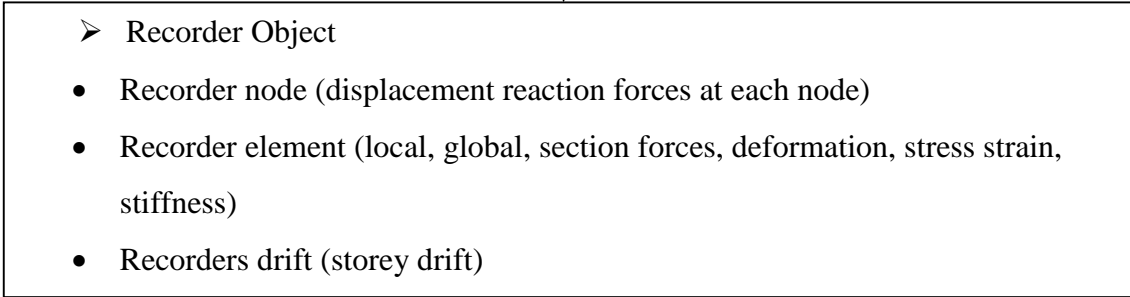 ➢ Recorder Object
• Recorder node (displacement reaction forces at each node)
• Recorder element (local, global, section forces, deformation, stress strain,
stiffness)
• Recorders drift (storey drift)